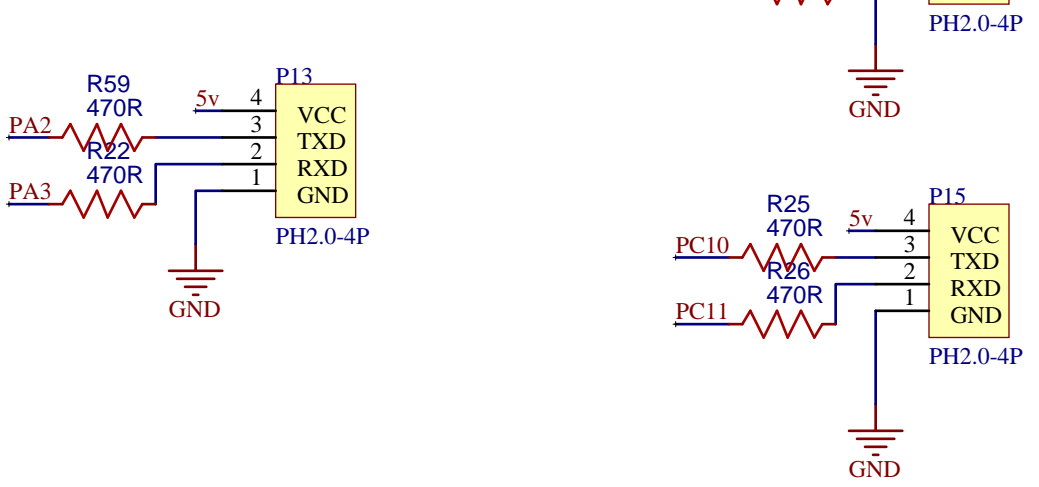 PH2.0-4P
GND
R59
470R
P13
5v
4
VCC
PA2
3
TXD
R22
470R
2
RXD
PA3
1
GND
PH2.0-4P
GND
R25
470R
P15
5v
4
VCC
PC10
3
TXD
R26
470R
2
RXD
PC11
1
GND
PH2.0-4P
GND